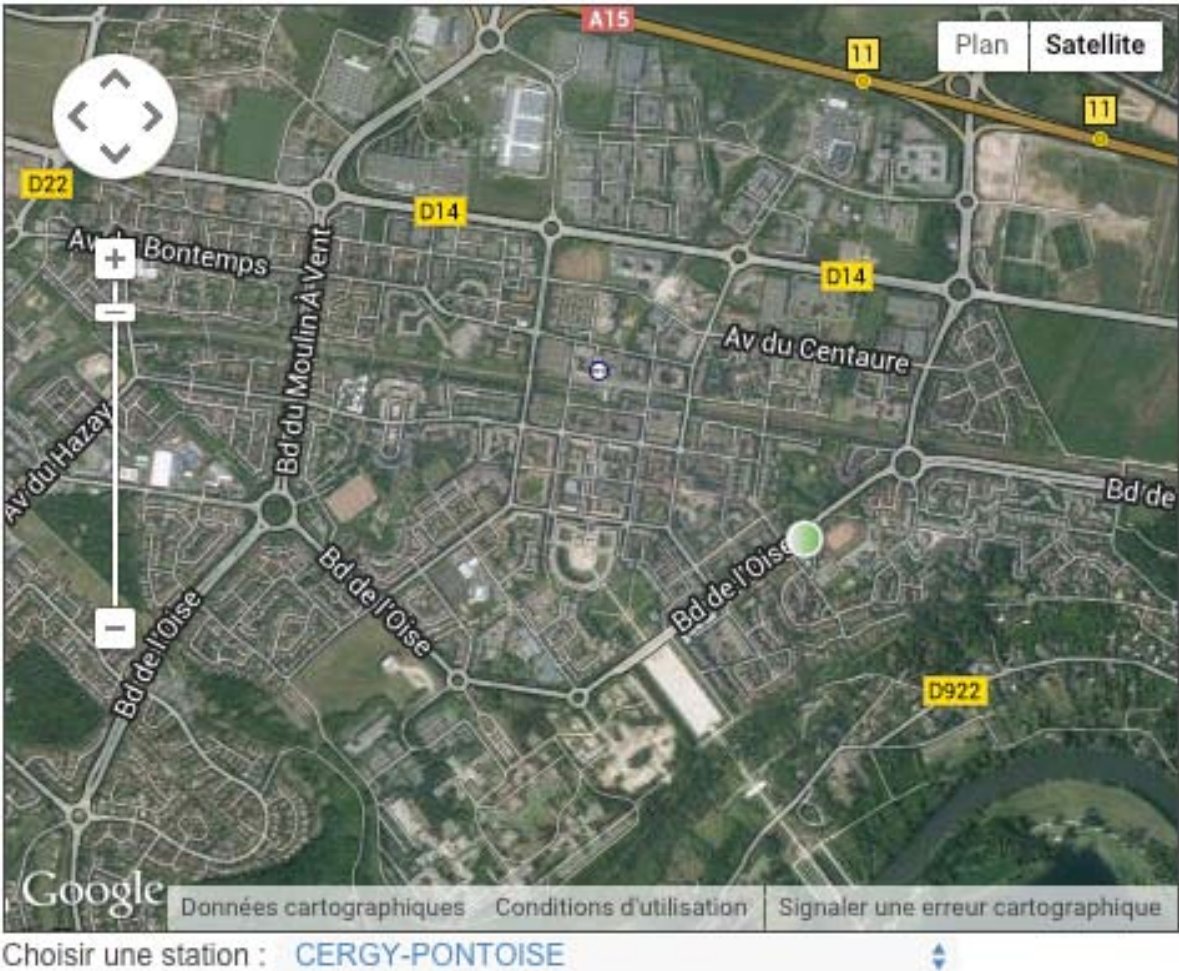 A15
Plan
Satellite
11
11
D22
D14
Bontemps
D14
Av du Centaure
Bd du Moulin À Vent
Av du Hazay
Bd de
Bd de l'Oise
Bd de l'Oise
Bd de l'Oise
D922
Google
Données cartographiques
Conditions d'utilisation
Signaler une erreur cartographique
Choisir une station : CERGY-PONTOISE